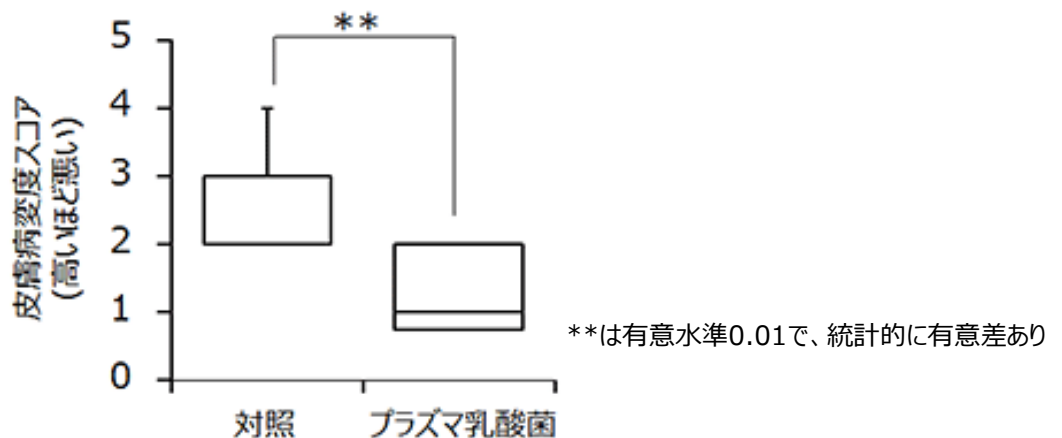 **
5
4
3
2
1
0
皮膚病変度スコア
(高いほど悪い)
対照
プラズマ乳酸菌
**は有意水準0.01で、統計的に有意差あり